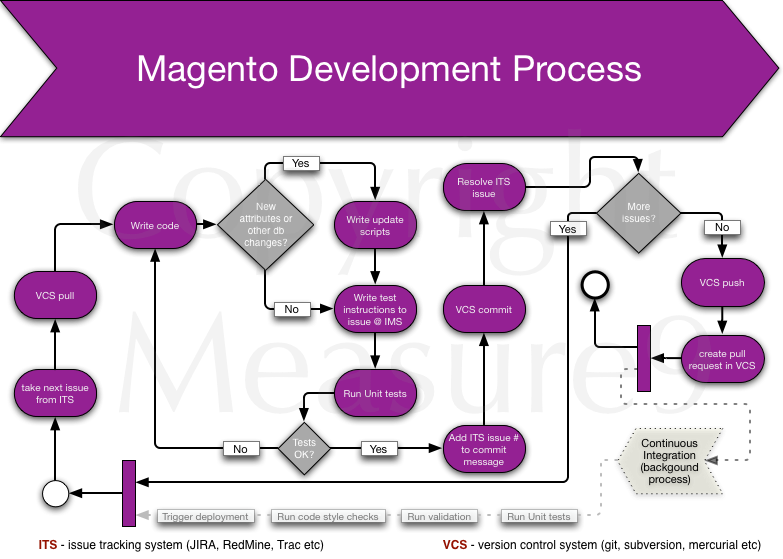 Magento Development Process
Copyright
Measure9
Yes
New
attributes or
other db
changes?
Write code
Write update
scripts
Resolve ITS
issue
More
issues?
Yes
No
VCS pull
VCS push
No
Write test
instructions to
issue @ IMS
VCS commit
create pull
request in VCS
take next issue
from ITS
Run Unit tests
No
Tests
OK?
Yes
Add ITS issue #
to commit
message
Continuous
Integration
(backgound
process)
Trigger deployment
Run code style checks
Run validation
Run Unit tests
ITS - issue tracking system (JIRA, RedMine, Trac etc)
VCS - version control system (git, subversion, mercurial etc)